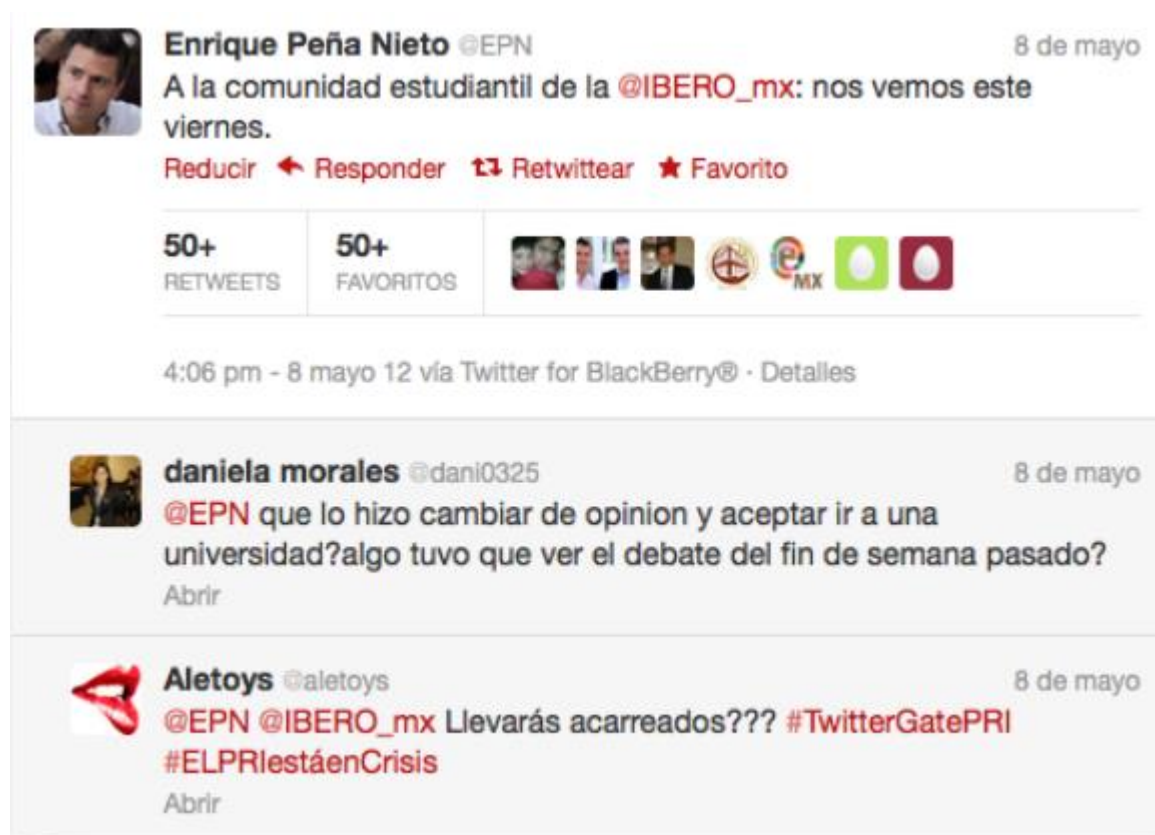 Enrique Peña Nieto @EPN 8 de mayo
A la comunidad estudiantil de la @IBERO_mx: nos vemos este
viernes.
Reducir Responder Retwittear Favorito
50+ 50+
RETWEETS FAVORITOS
MX
4:06 pm - 8 mayo 12 vía Twitter for BlackBerry® · Detalles
daniela morales @dani0325 8 de mayo
@EPN que lo hizo cambiar de opinion y aceptar ir a una
universidad?algo tuvo que ver el debate del fin de semana pasado?
Abrir
Aletoys @aletoys 8 de mayo
@EPN @IBERO_mx Llevarás acarreados??? #TwitterGatePRI
#ELPRIestáenCrisis
Abrir